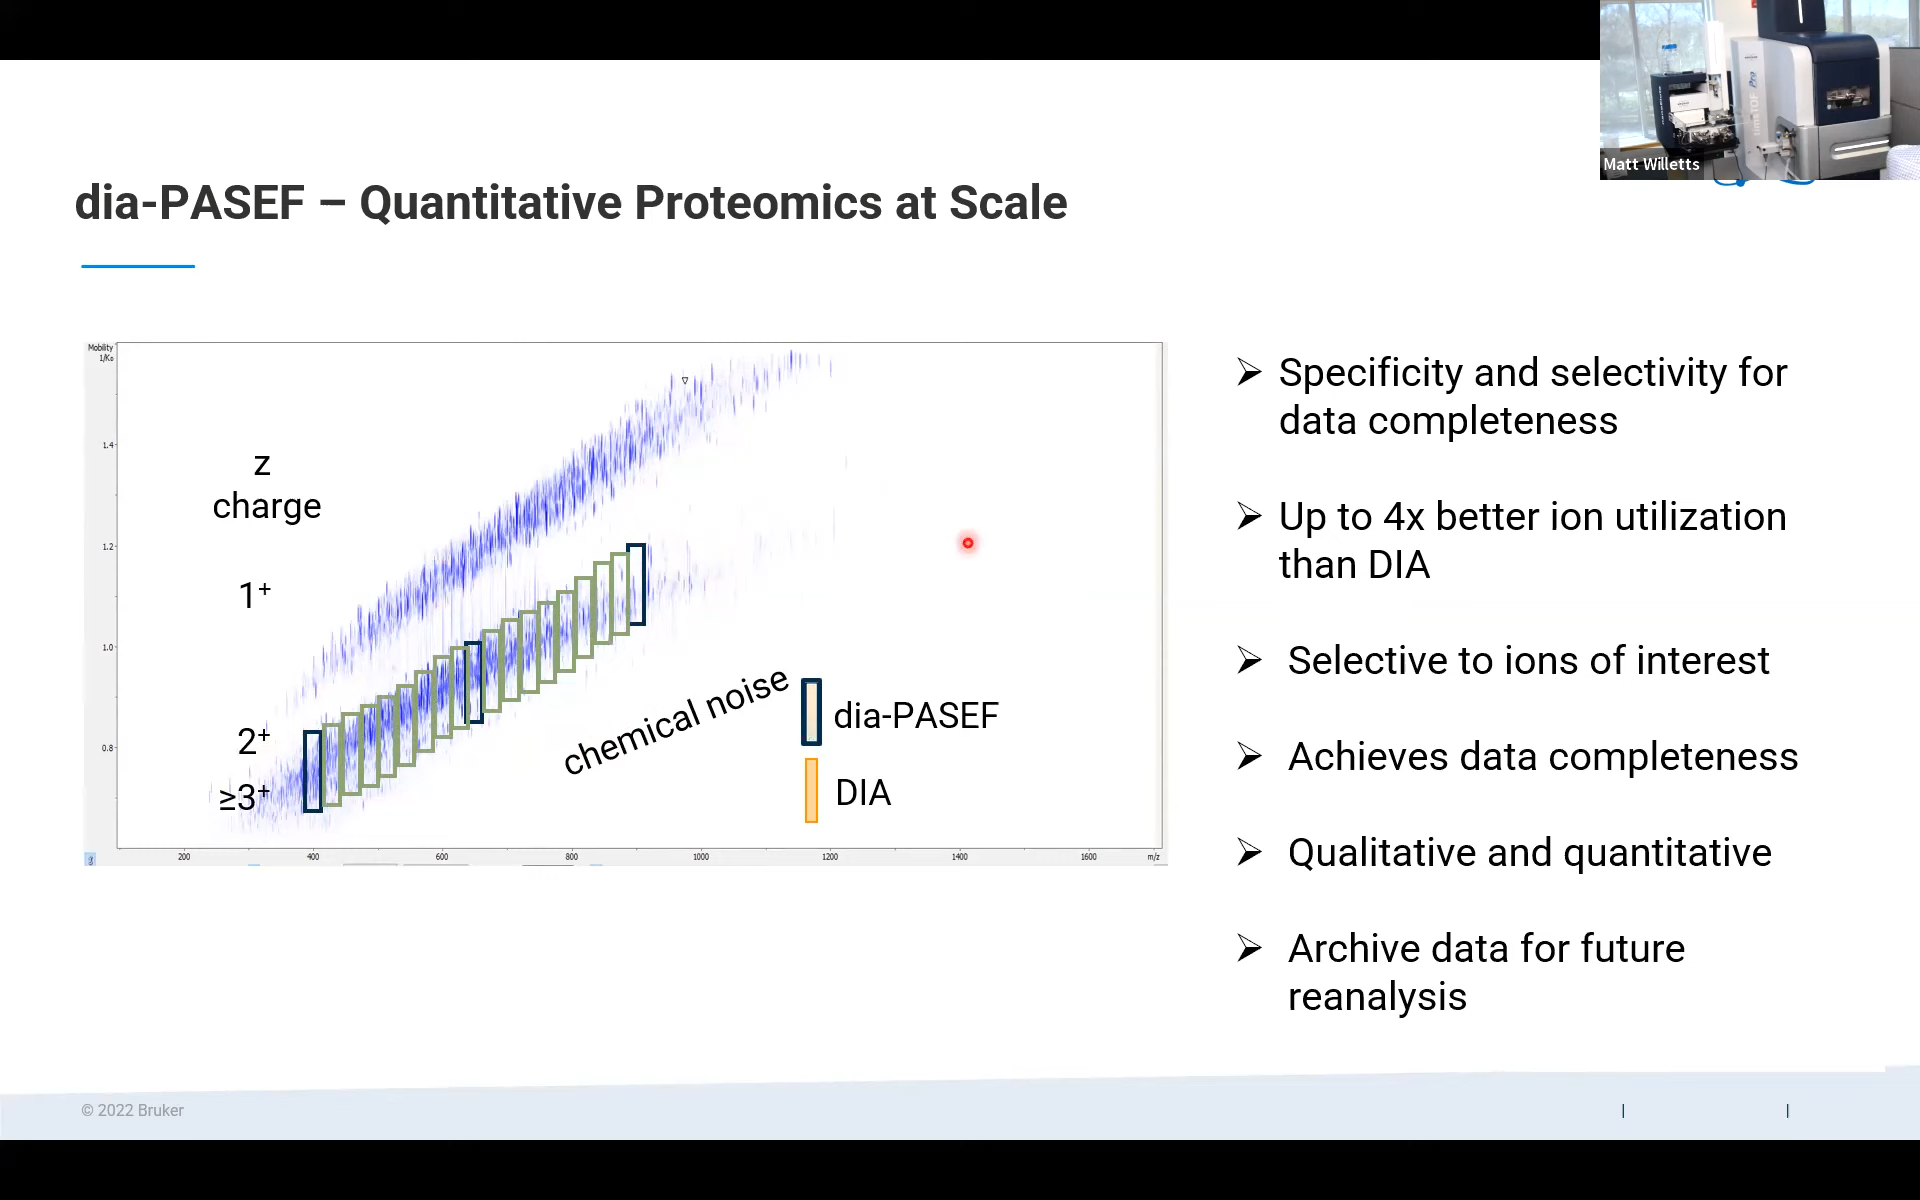 Matt Willetts
dia-PASEF – Quantitative Proteomics at Scale
Mobility
1/K₀
1.4
1.2
1.0
0.8
z
charge
1⁺
2⁺
≥3⁺
chemical noise
dia-PASEF
DIA
200
400
600
800
1000
1200
1400
1600
m/z
➢ Specificity and selectivity for
data completeness
➢ Up to 4x better ion utilization
than DIA
➢ Selective to ions of interest
➢ Achieves data completeness
➢ Qualitative and quantitative
➢ Archive data for future
reanalysis
© 2022 Bruker